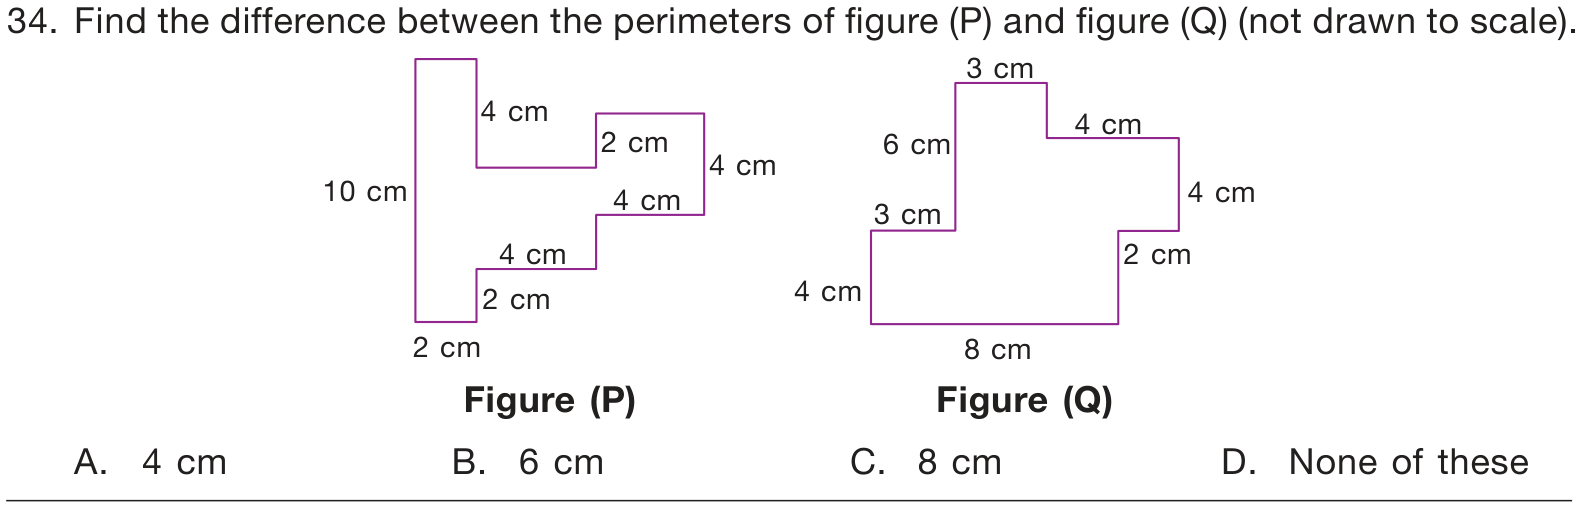 34. Find the difference between the perimeters of figure (P) and figure (Q) (not drawn to scale).
3 cm
4 cm
4 cm
2 cm
6 cm
4 cm
10 cm
4 cm
4 cm
3 cm
4 cm
2 cm
4 cm
2 cm
2 cm
8 cm
Figure (P)
Figure (Q)
A. 4 cm B. 6 cm C. 8 cm D. None of these